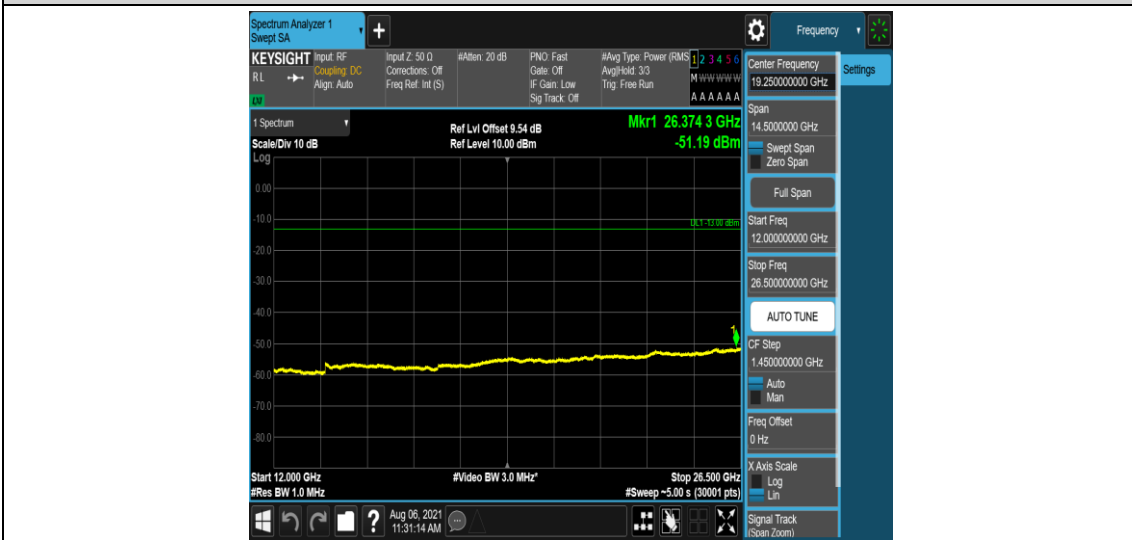 Spectrum Analyzer 1
Swept SA
+
Frequency
KEYSIGHT
RL
LXI
Input: RF
Coupling: DC
Align: Auto
Input Z: 50 Ω
Corrections: Off
Freq Ref: Int (S)
#Atten: 20 dB
PNO: Fast
Gate: Off
IF Gain: Low
Sig Track: Off
#Avg Type: Power (RMS
Avg|Hold: 3/3
Trig: Free Run
1 2 3 4 5 6
M W W W W W
A A A A A A
1 Spectrum
Scale/Div 10 dB
Log
Ref Lvl Offset 9.54 dB
Ref Level 10.00 dBm
Mkr1 26.374 3 GHz
-51.19 dBm
0.00
-10.0
DL1 -13.00 dBm
-20.0
-30.0
-40.0
1
-50.0
-60.0
-70.0
-80.0
Start 12.000 GHz
#Video BW 3.0 MHz*
Stop 26.500 GHz
#Res BW 1.0 MHz
#Sweep ~5.00 s (30001 pts)
?
Aug 06, 2021
11:31:14 AM
Center Frequency
19.250000000 GHz
Settings
Span
14.5000000 GHz
Swept Span
Zero Span
Full Span
Start Freq
12.000000000 GHz
Stop Freq
26.500000000 GHz
AUTO TUNE
CF Step
1.450000000 GHz
Auto
Man
Freq Offset
0 Hz
X Axis Scale
Log
Lin
Signal Track
(Span Zoom)